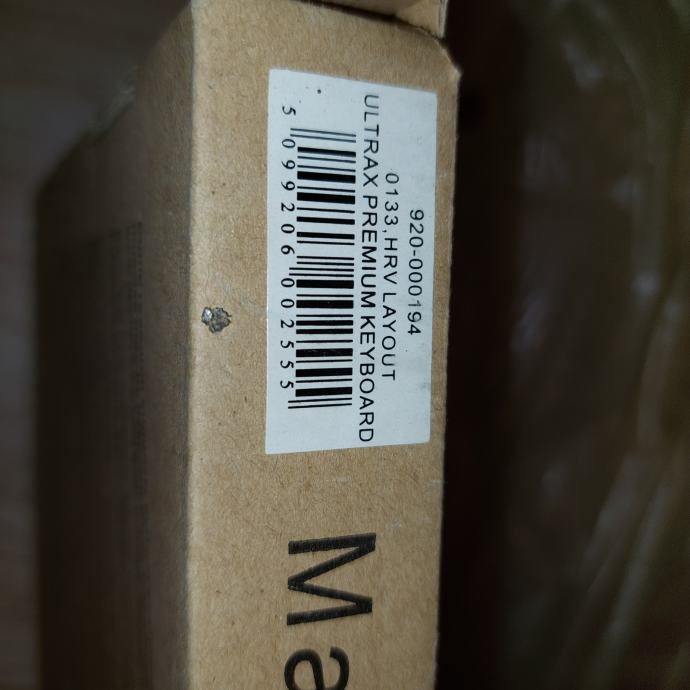 920-000194
0133,HRV LAYOUT
ULTRAX PREMIUM KEYBOARD
5 099206 002555
Ma